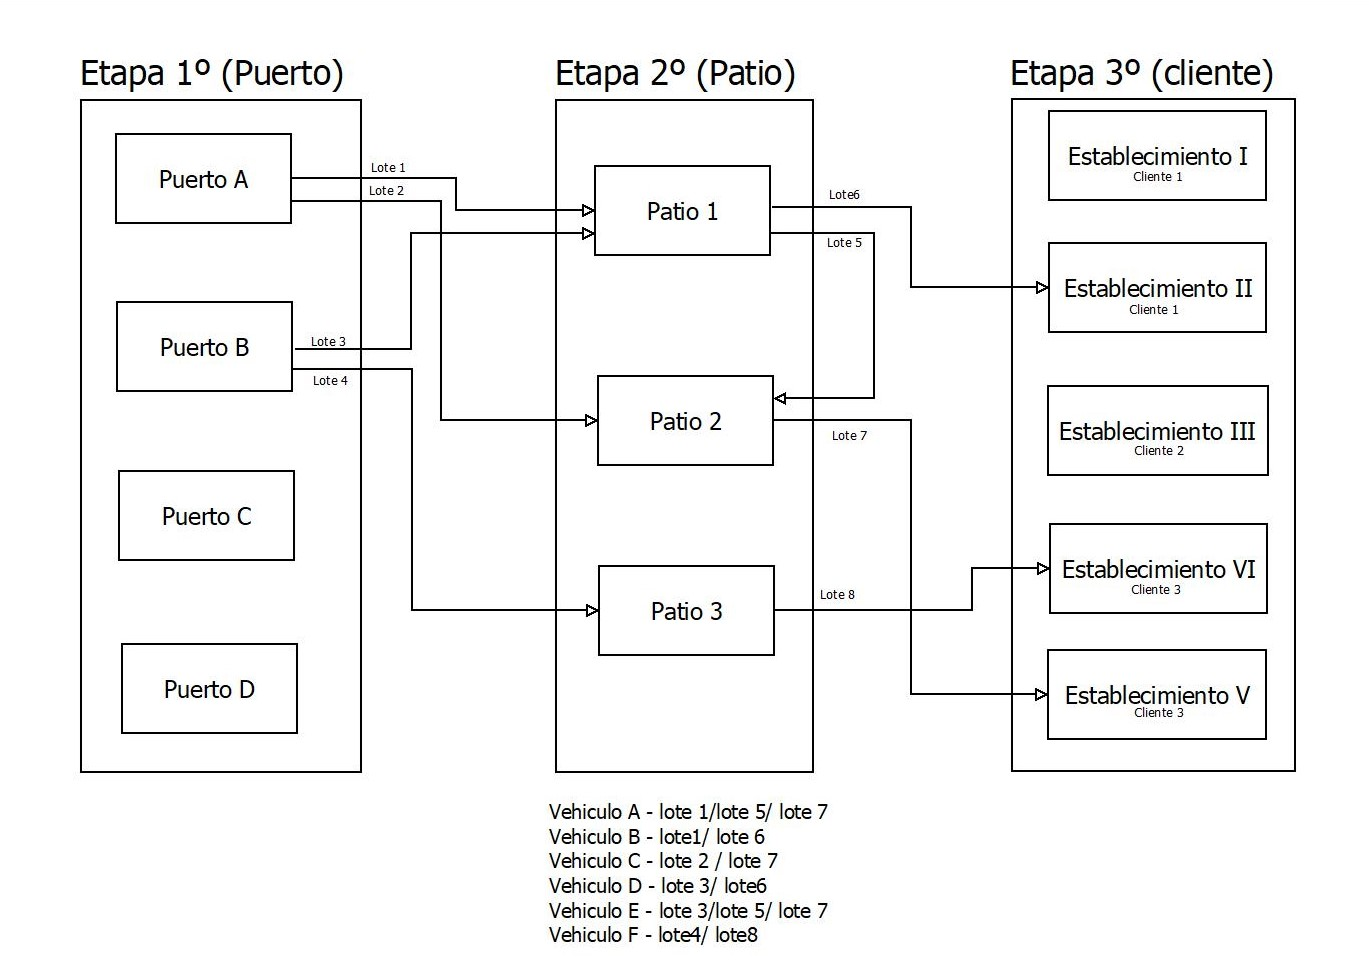 Etapa 1º (Puerto)
Etapa 2º (Patio)
Etapa 3º (cliente)
Puerto A
Lote 1
Lote 2
Puerto B
Lote 3
Lote 4
Puerto C
Puerto D
Patio 1
Lote6
Lote 5
Patio 2
Lote 7
Patio 3
Lote 8
Establecimiento I
Cliente 1
Establecimiento II
Cliente 1
Establecimiento III
Cliente 2
Establecimiento VI
Cliente 3
Establecimiento V
Cliente 3
Vehiculo A - lote 1/lote 5/ lote 7
Vehiculo B - lote1/ lote 6
Vehiculo C - lote 2 / lote 7
Vehiculo D - lote 3/ lote6
Vehiculo E - lote 3/lote 5/ lote 7
Vehiculo F - lote4/ lote8